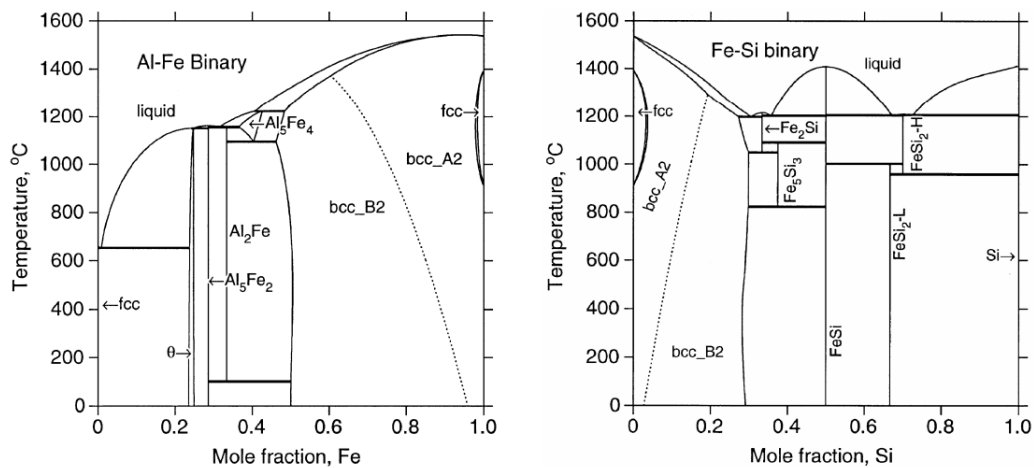 1600
1400
1200
1000
800
600
400
200
0
Temperature, °C
Al-Fe Binary
liquid
←Al5Fe4
fcc→
bcc_A2
bcc_B2
Al2Fe
←Al5Fe2
←fcc
θ→
0 0.2 0.4 0.6 0.8 1.0
Mole fraction, Fe
1600
1400
1200
1000
800
600
400
200
0
Temperature, °C
Fe-Si binary
liquid
←fcc
←Fe2Si
FeSi2-H
Fe5Si3
bcc_A2
FeSi2-L
Si→
bcc_B2
FeSi
0 0.2 0.4 0.6 0.8 1.0
Mole fraction, Si